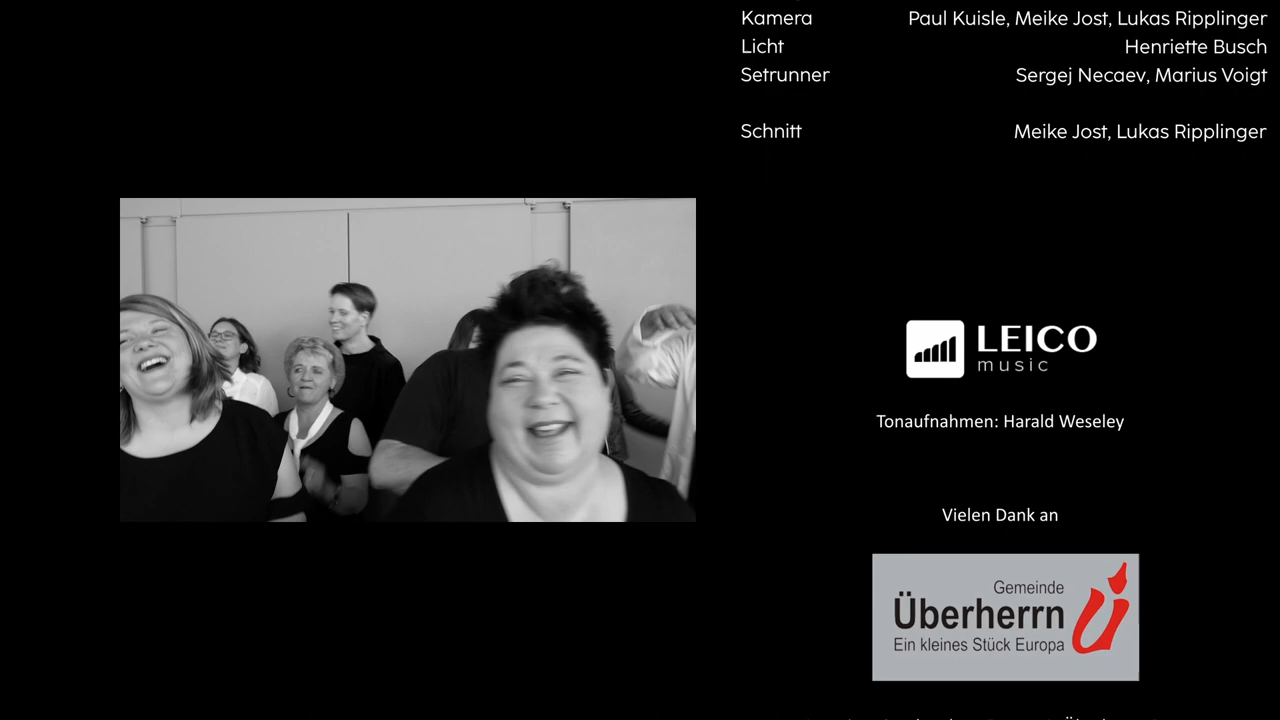 Kamera Paul Kuisle, Meike Jost, Lukas Ripplinger
Licht Henriette Busch
Setrunner Sergej Necaev, Marius Voigt
Schnitt Meike Jost, Lukas Ripplinger
LEICO
music
Tonaufnahmen: Harald Weseley
Vielen Dank an
Gemeinde
Überherrn
Ein kleines Stück Europa